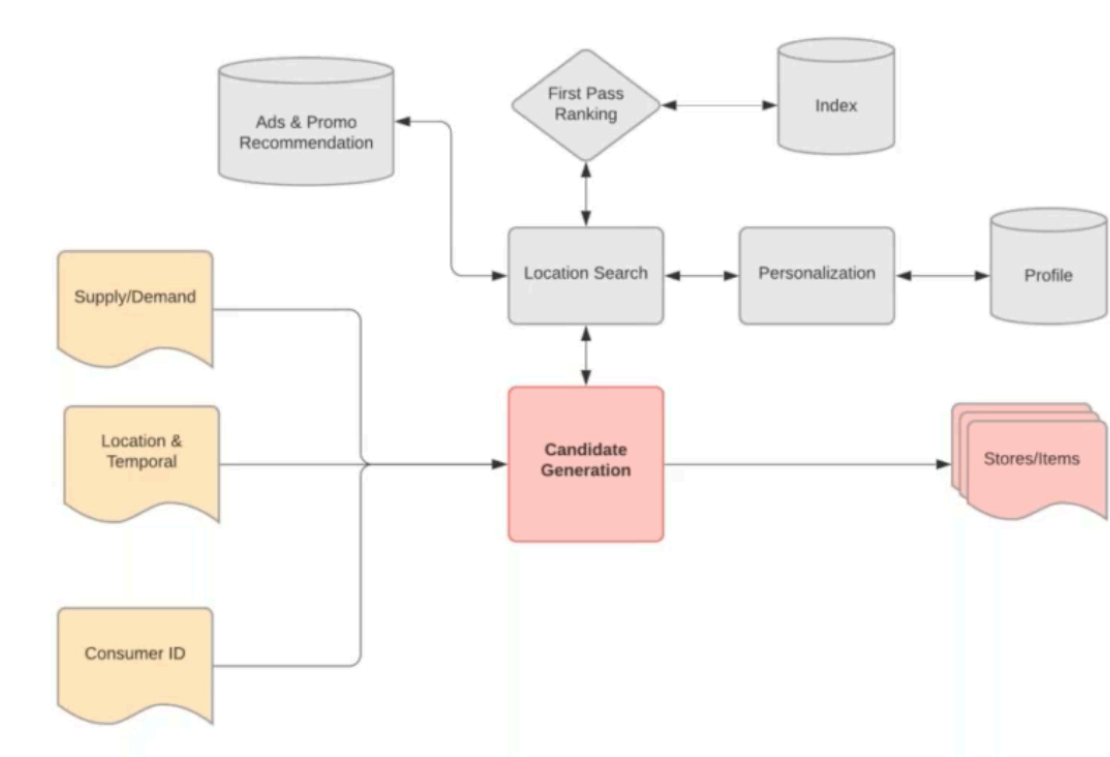 First Pass
Ranking
Index
Ads & Promo
Recommendation
Location Search
Personalization
Profile
Supply/Demand
Location &
Temporal
Candidate
Generation
Stores/Items
Consumer ID